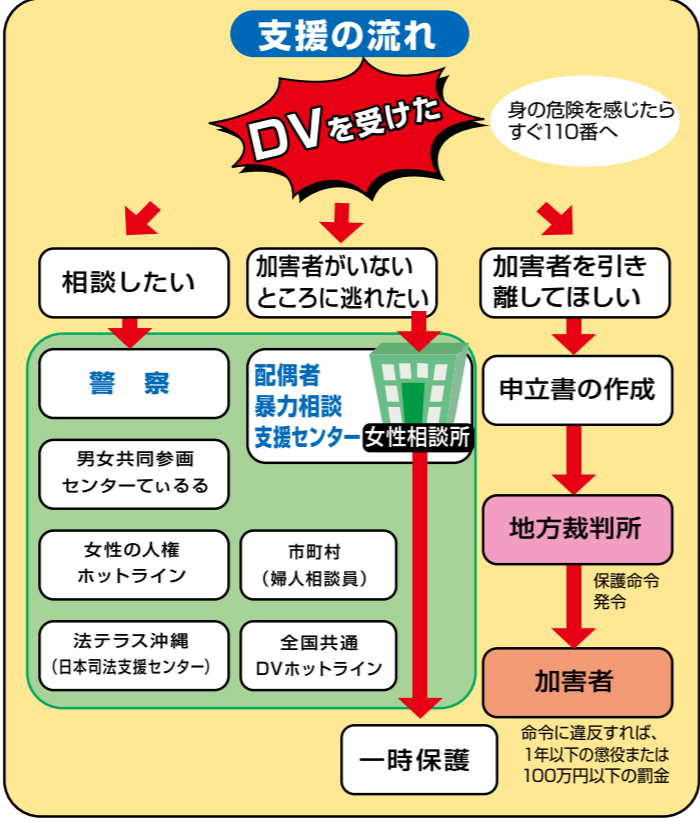 支援の流れ
DVを受けた
身の危険を感じたら
すぐ110番へ
相談したい
加害者がいない
ところに逃れたい
加害者を引き
離してほしい
警 察
配偶者
暴力相談
支援センター
女性相談所
申立書の作成
男女共同参画
センターてぃるる
地方裁判所
女性の人権
ホットライン
市町村
（婦人相談員）
保護命令
発令
法テラス沖縄
（日本司法支援センター）
全国共通
DVホットライン
加害者
一時保護
命令に違反すれば、
1年以下の懲役または
100万円以下の罰金